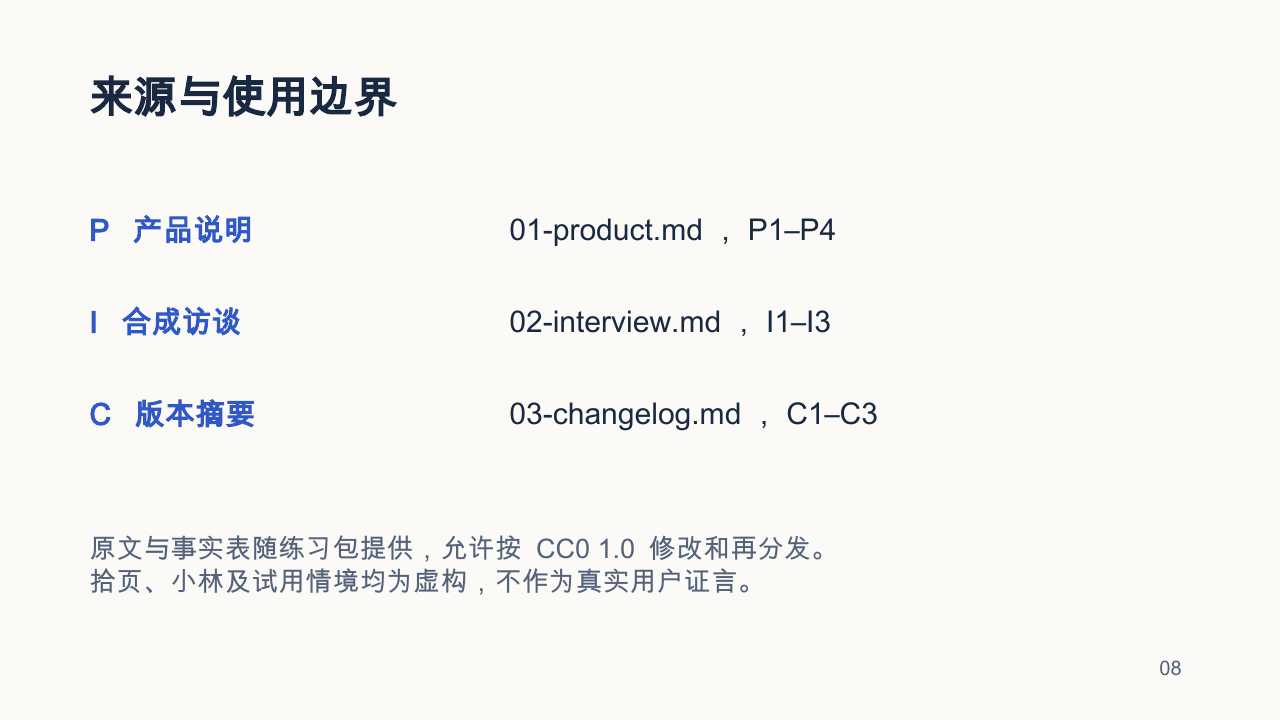 来源与使用边界
P 产品说明 01-product.md ，P1–P4
I 合成访谈 02-interview.md ，I1–I3
C 版本摘要 03-changelog.md ，C1–C3
原文与事实表随练习包提供，允许按 CC0 1.0 修改和再分发。
拾页、小林及试用情境均为虚构，不作为真实用户证言。
08